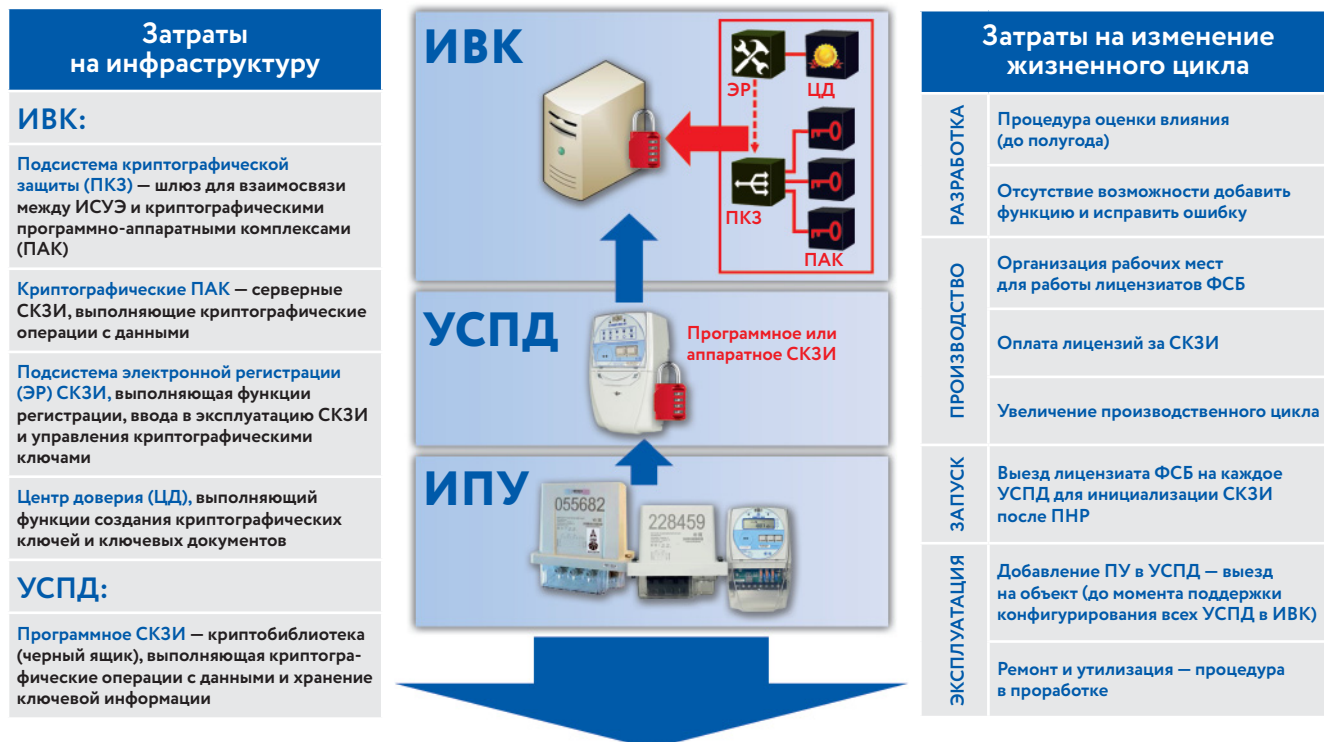 Затраты
на инфраструктуру
ИВК:
Подсистема криптографической
защиты (ПКЗ) — шлюз для взаимосвязи
между ИСУЭ и криптографическими
программно-аппаратными комплексами
(ПАК)
Криптографические ПАК — серверные
СКЗИ, выполняющие криптографические
операции с данными
Подсистема электронной регистрации
(ЭР) СКЗИ, выполняющая функции
регистрации, ввода в эксплуатацию СКЗИ
и управления криптографическими
ключами
Центр доверия (ЦД), выполняющий
функции создания криптографических
ключей и ключевых документов
УСПД:
Программное СКЗИ — криптобиблиотека
(черный ящик), выполняющая криптогра-
фические операции с данными и хранение
ключевой информации
ИВК
ЭР
ЦД
ПКЗ
ПАК
УСПД
Программное или
аппаратное СКЗИ
ИПУ
055682
228459
Затраты на изменение
жизненного цикла
РАЗРАБОТКА
Процедура оценки влияния
(до полугода)
Отсутствие возможности добавить
функцию и исправить ошибку
ПРОИЗВОДСТВО
Организация рабочих мест
для работы лицензиатов ФСБ
Оплата лицензий за СКЗИ
Увеличение производственного цикла
ЗАПУСК
Выезд лицензиата ФСБ на каждое
УСПД для инициализации СКЗИ
после ПНР
ЭКСПЛУАТАЦИЯ
Добавление ПУ в УСПД — выезд
на объект (до момента поддержки
конфигурирования всех УСПД в ИВК)
Ремонт и утилизация — процедура
в проработке